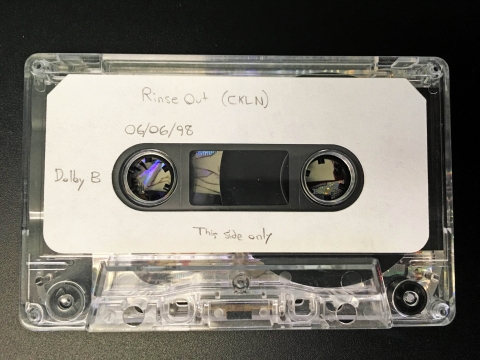 Rinse Out (CKLN)
06/06/98
Dolby B
This side only